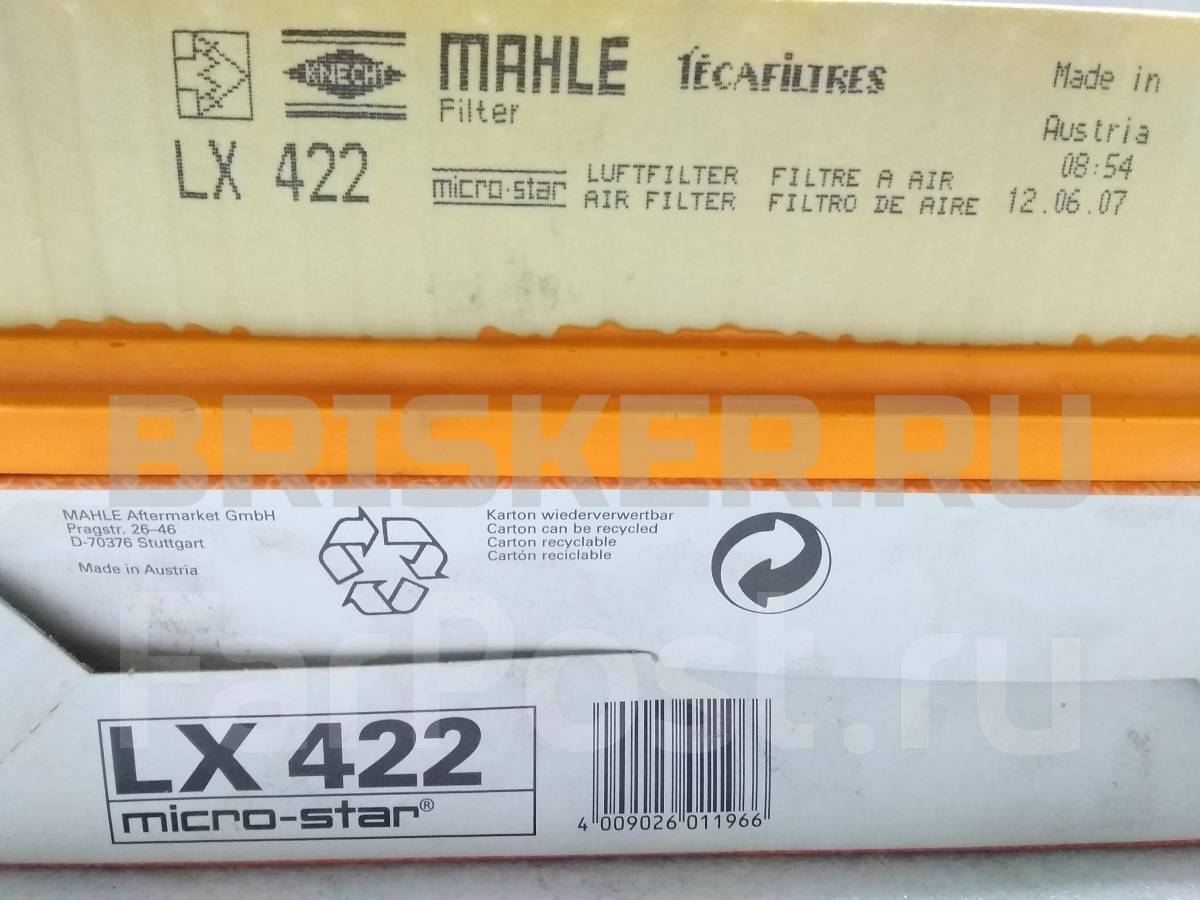 KNECHT MAHLE TECAFILTRES Made in
Filter Austria
LX 422 08:54
micro-star LUFTFILTER FILTRE A AIR
AIR FILTER FILTRO DE AIRE 12.06.07
BRISKER.RU
MAHLE Aftermarket GmbH
Pragstr. 26-46
D-70376 Stuttgart
Made in Austria
Karton wiederverwertbar
Carton can be recycled
Carton recyclable
Cartón reciclable
FarPost.ru
LX 422
micro-star®
4 009026 011966